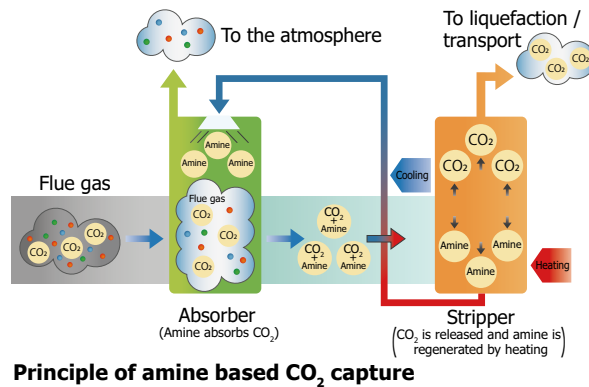 To the atmosphere
To liquefaction /
transport
CO₂
CO₂
CO₂
Amine
Amine
Amine
CO₂
CO₂
CO₂
Cooling
Flue gas
Flue gas
CO₂
CO₂
CO₂
CO₂
CO₂
CO₂
CO₂
+
Amine
CO₂
+
Amine
CO₂
+
Amine
Amine
Amine
Amine
Heating
Absorber
(Amine absorbs CO₂)
Stripper
(CO₂ is released and amine is
regenerated by heating)
Principle of amine based CO₂ capture